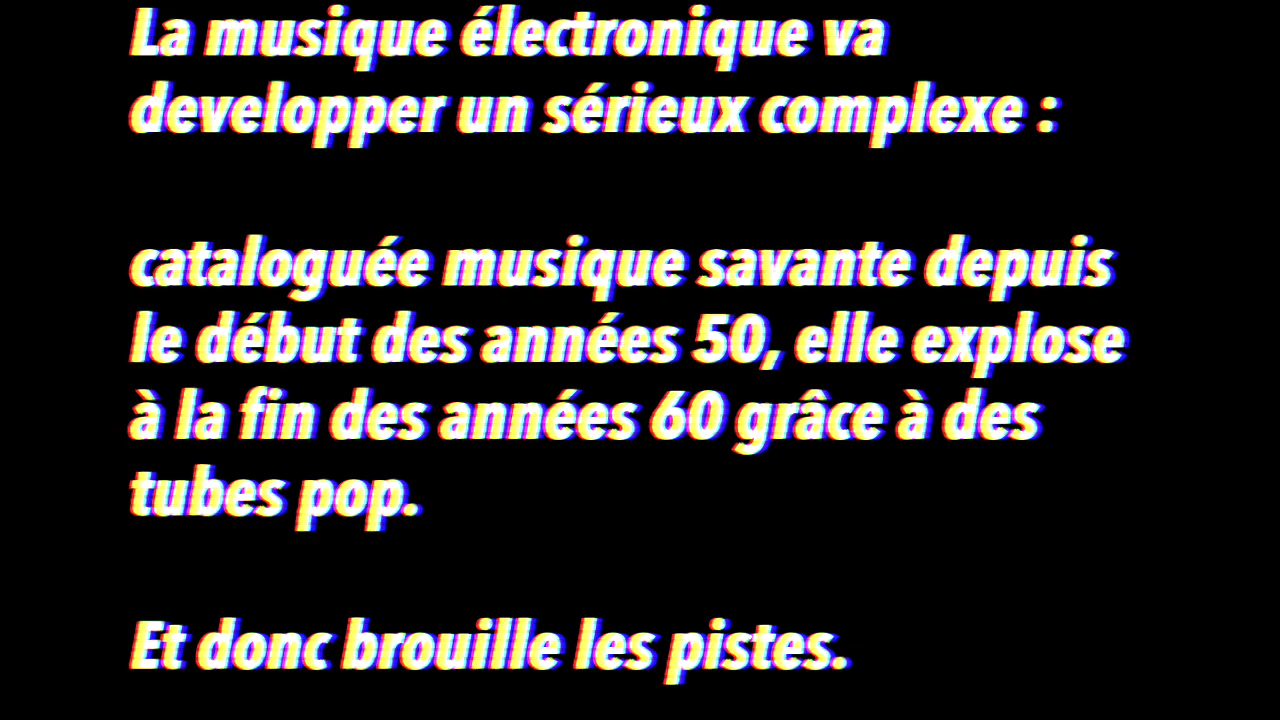 La musique électronique va
developper un sérieux complexe :
cataloguée musique savante depuis
le début des années 50, elle explose
à la fin des années 60 grâce à des
tubes pop.
Et donc brouille les pistes.